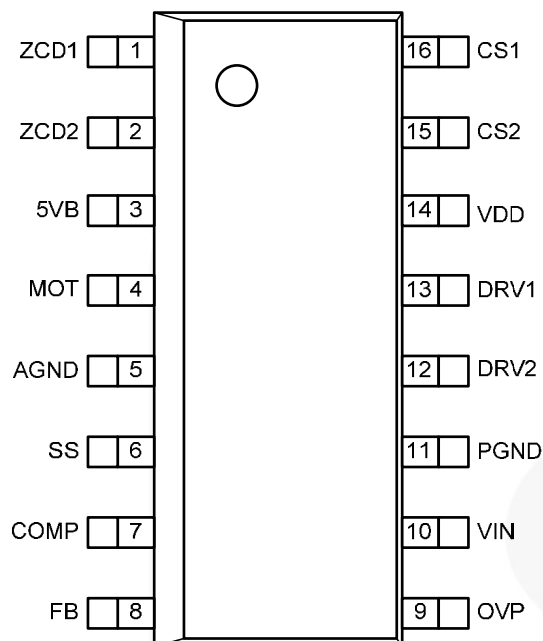 ZCD1 1 16 CS1
ZCD2 2 15 CS2
5VB 3 14 VDD
MOT 4 13 DRV1
AGND 5 12 DRV2
SS 6 11 PGND
COMP 7 10 VIN
FB 8 9 OVP